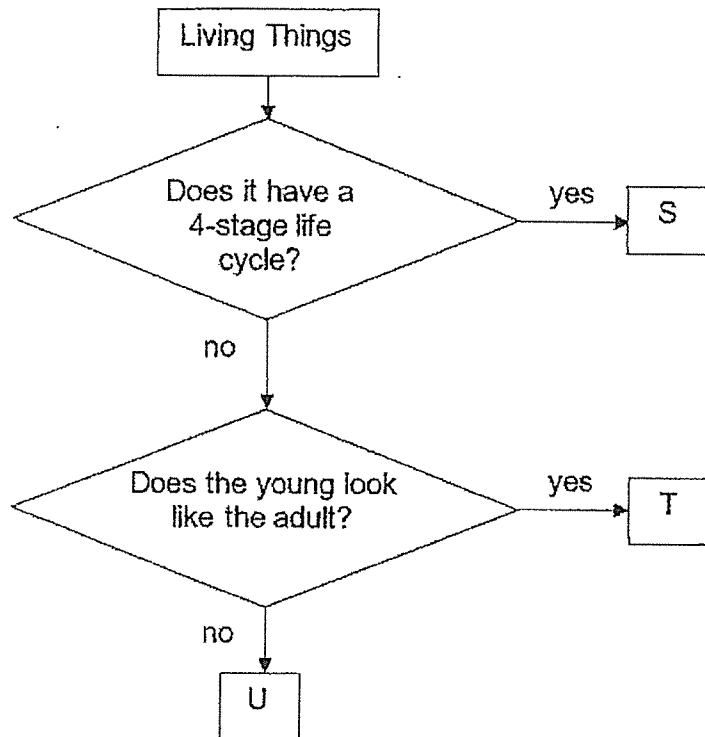 Living Things
Does it have a
4-stage life
cycle?
yes
S
no
Does the young look
like the adult?
yes
T
no
U